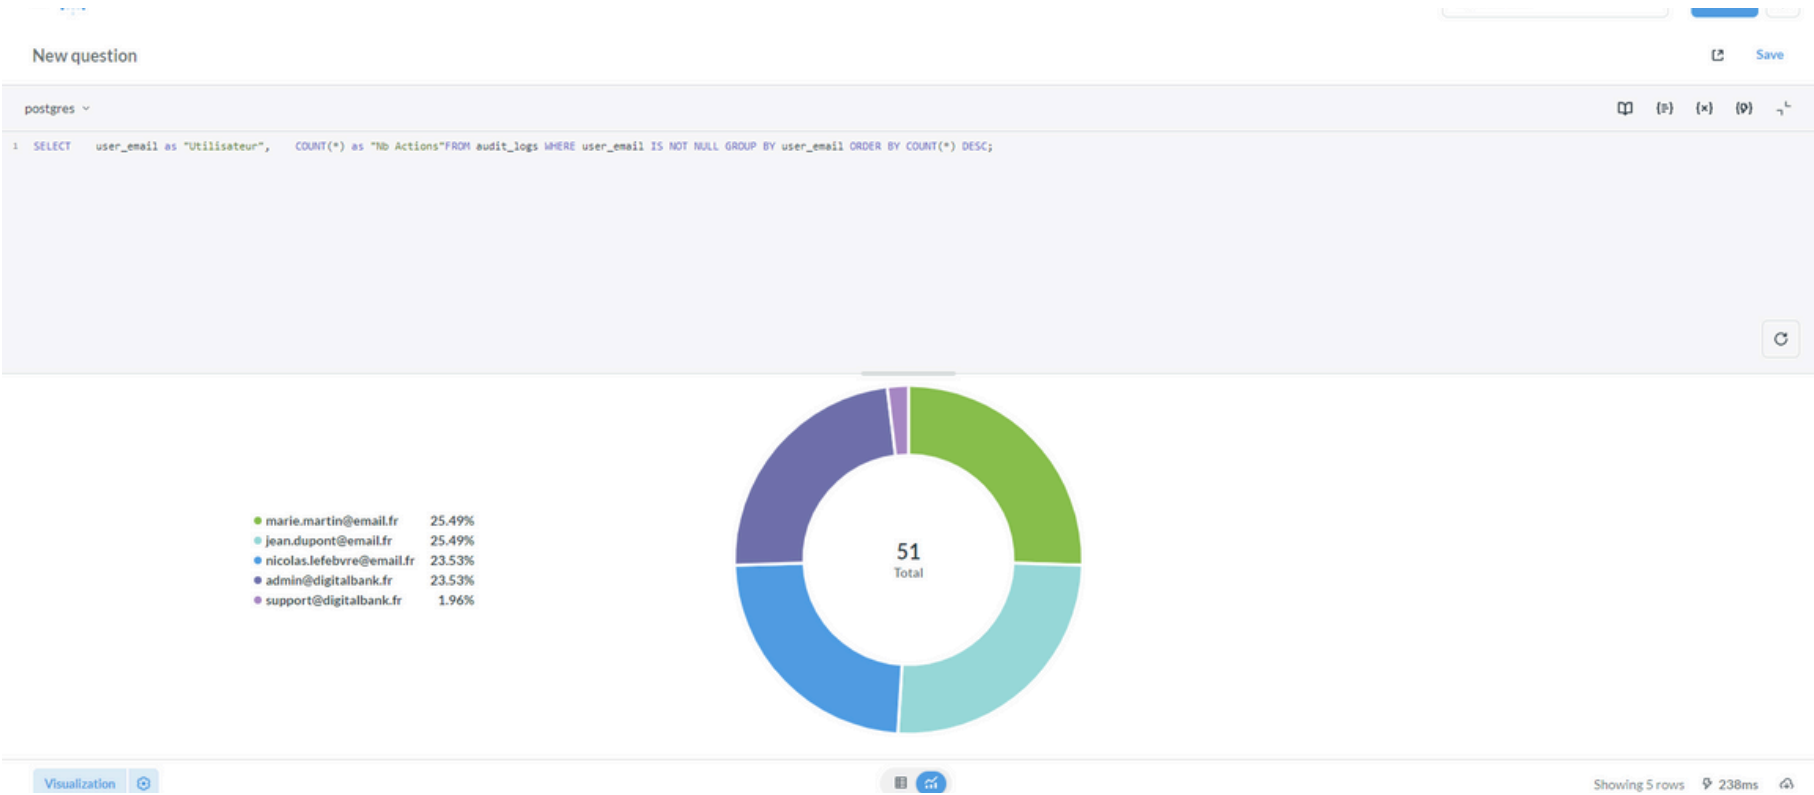 New question
Save
postgres
1 SELECT user_email as "Utilisateur", COUNT(*) as "Nb Actions"FROM audit_logs WHERE user_email IS NOT NULL GROUP BY user_email ORDER BY COUNT(*) DESC;
marie.martin@email.fr 25.49%
jean.dupont@email.fr 25.49%
nicolas.lefebvre@email.fr 23.53%
admin@digitalbank.fr 23.53%
support@digitalbank.fr 1.96%
51
Total
Visualization
Showing 5 rows 238ms